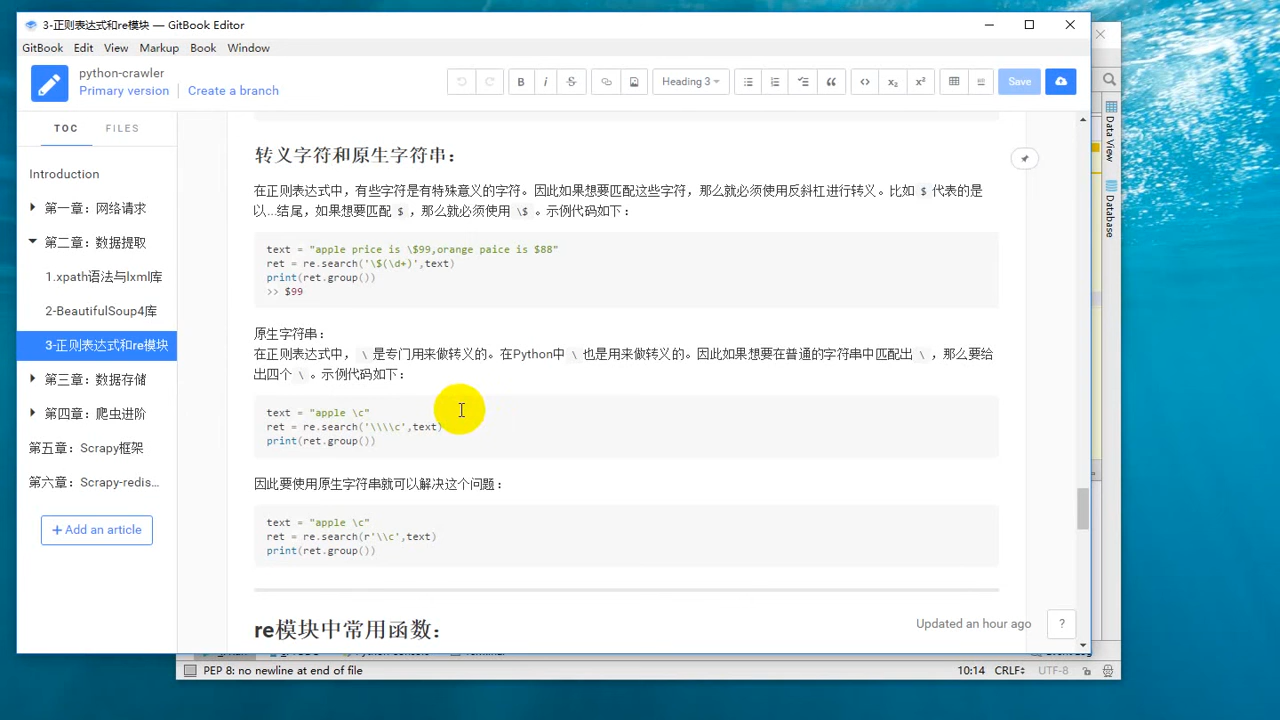 3-正则表达式和re模块 — GitBook Editor
GitBook Edit View Markup Book Window
python-crawler
Primary version Create a branch
B i S Heading 3 Save
TOC FILES
Introduction
第一章：网络请求
第二章：数据提取
1.xpath语法与lxml库
2-BeautifulSoup4库
3-正则表达式和re模块
第三章：数据存储
第四章：爬虫进阶
第五章：Scrapy框架
第六章：Scrapy-redis...
+ Add an article
转义字符和原生字符串：
在正则表达式中，有些字符是有特殊意义的字符。因此如果想要匹配这些字符，那么就必须使用反斜杠进行转义。比如 $ 代表的是
以...结尾，如果想要匹配 $ ，那么就必须使用 \$ 。示例代码如下：
text = "apple price is \$99,orange paice is $88"
ret = re.search('\$(\d+)',text)
print(ret.group())
>> $99
原生字符串：
在正则表达式中， \ 是专门用来做转义的。在Python中 \ 也是用来做转义的。因此如果想要在普通的字符串中匹配出 \ ，那么要给
出四个 \ 。示例代码如下：
text = "apple \c"
ret = re.search('\\\\c',text)
print(ret.group())
因此要使用原生字符串就可以解决这个问题：
text = "apple \c"
ret = re.search(r'\\c',text)
print(ret.group())
re模块中常用函数：
Updated an hour ago ?
Data View
Database
PEP 8: no newline at end of file
10:14 CRLF UTF-8